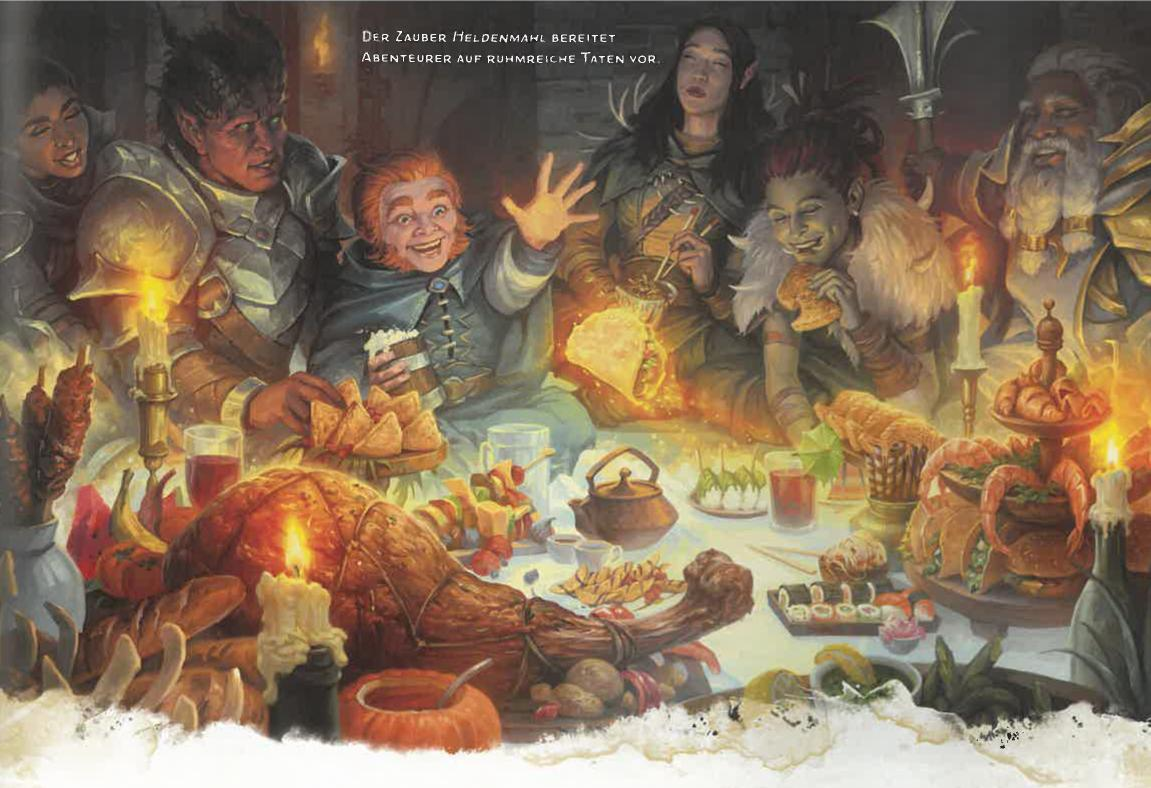 Der Zauber Heldenmahl bereitet
Abenteurer auf ruhmreiche Taten vor.